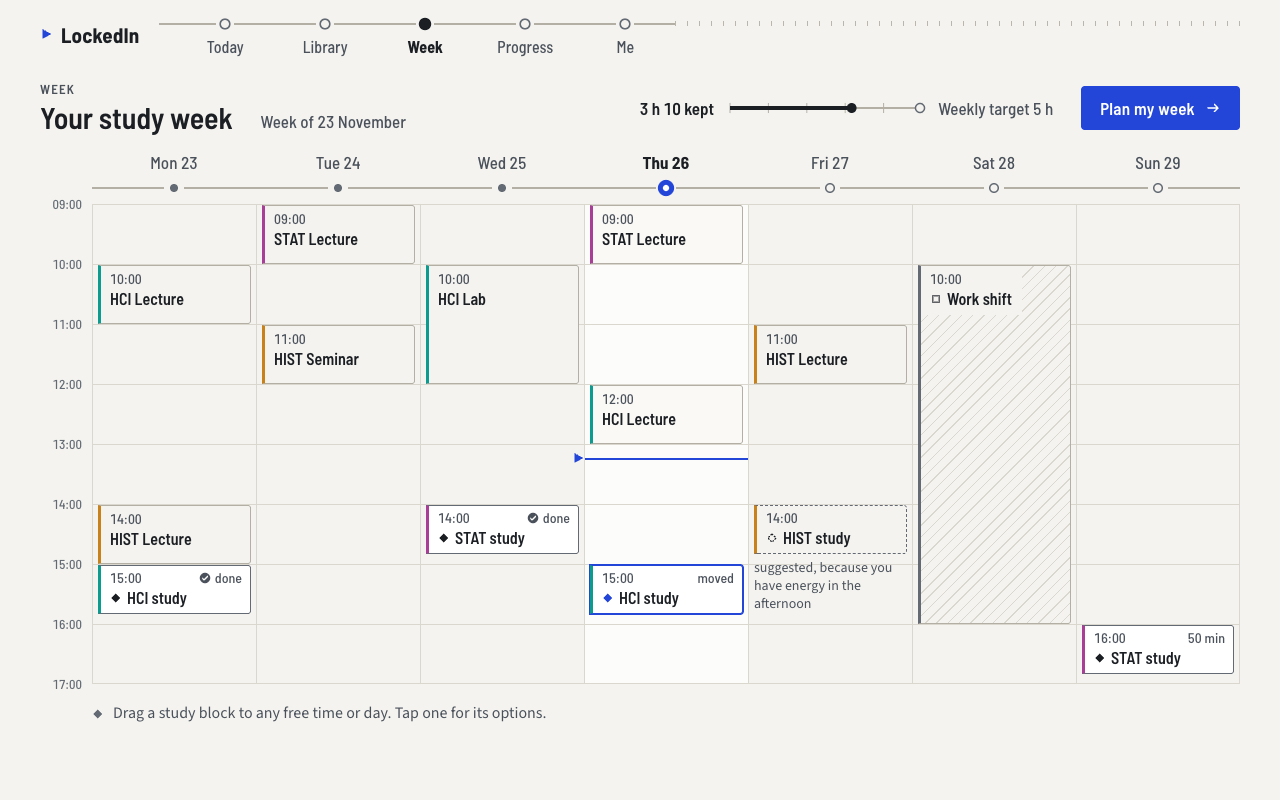 LockedIn
Today
Library
Week
Progress
Me
WEEK
Your study week
Week of 23 November
3 h 10 kept
Weekly target 5 h
Plan my week
Mon 23
Tue 24
Wed 25
Thu 26
Fri 27
Sat 28
Sun 29
09:00
10:00
11:00
12:00
13:00
14:00
15:00
16:00
17:00
10:00
HCI Lecture
14:00
HIST Lecture
15:00
done
HCI study
09:00
STAT Lecture
11:00
HIST Seminar
10:00
HCI Lab
14:00
done
STAT study
09:00
STAT Lecture
12:00
HCI Lecture
15:00
moved
HCI study
11:00
HIST Lecture
14:00
HIST study
suggested, because you
have energy in the
afternoon
10:00
Work shift
16:00
50 min
STAT study
Drag a study block to any free time or day. Tap one for its options.